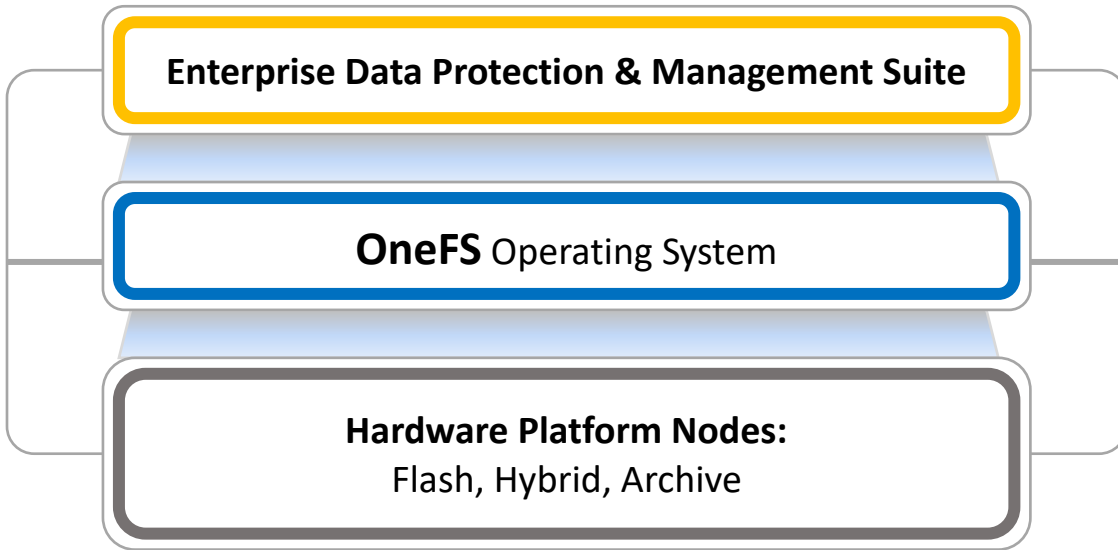 Enterprise Data Protection & Management Suite
OneFS Operating System
Hardware Platform Nodes:
Flash, Hybrid, Archive